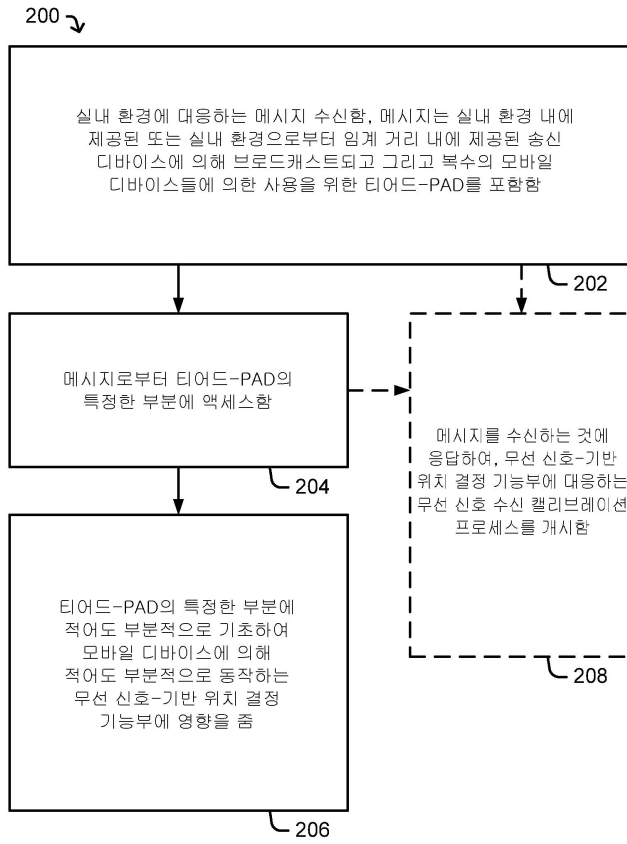 200
실내 환경에 대응하는 메시지 수신함, 메시지는 실내 환경 내에
제공된 또는 실내 환경으로부터 임계 거리 내에 제공된 송신
디바이스에 의해 브로드캐스트되고 그리고 복수의 모바일
디바이스들에 의한 사용을 위한 티어드-PAD를 포함함
202
메시지로부터 티어드-PAD의
특정한 부분에 액세스함
204
메시지를 수신하는 것에
응답하여, 무선 신호-기반
위치 결정 기능부에 대응하는
무선 신호 수신 캘리브레이션
프로세스를 개시함
208
티어드-PAD의 특정한 부분에
적어도 부분적으로 기초하여
모바일 디바이스에 의해
적어도 부분적으로 동작하는
무선 신호-기반 위치 결정
기능부에 영향을 줌
206